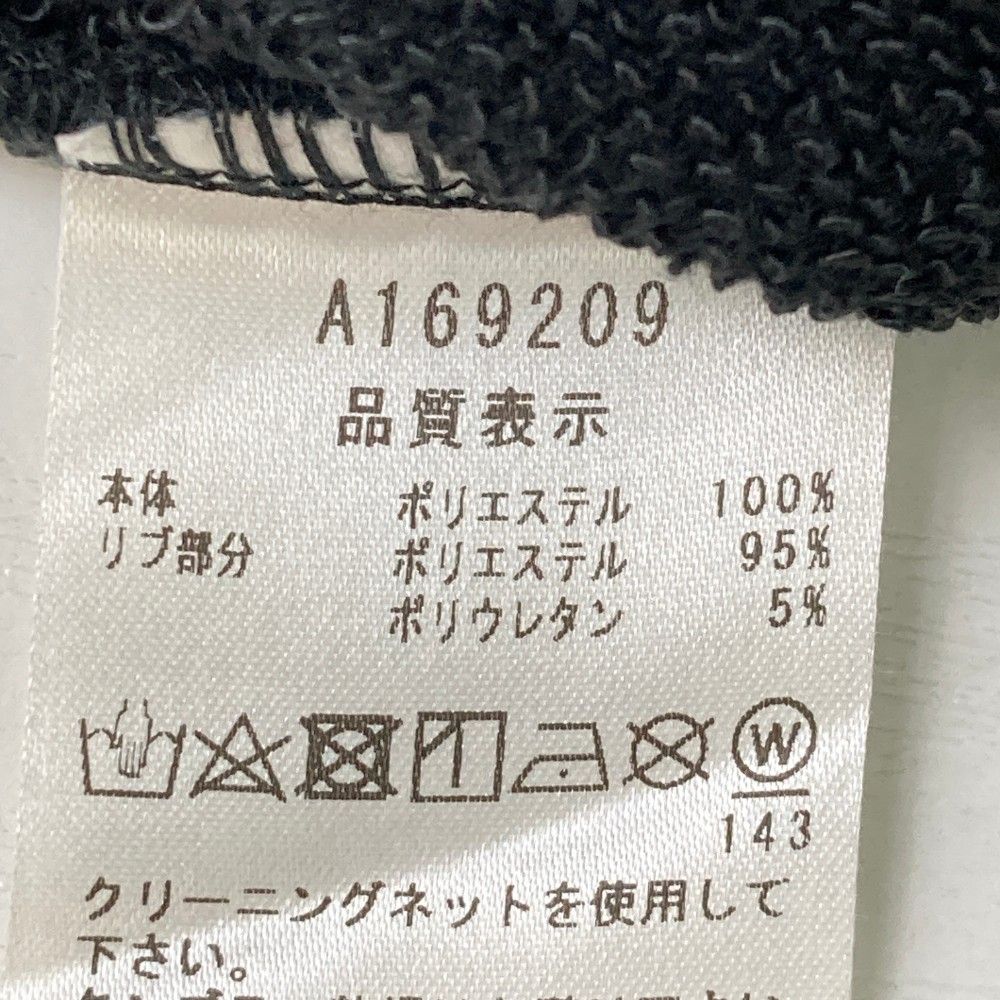 A169209
品質表示
本体 ポリエステル 100%
リブ部分 ポリエステル 95%
ポリウレタン 5%
W
143
クリーニングネットを使用して
下さい。